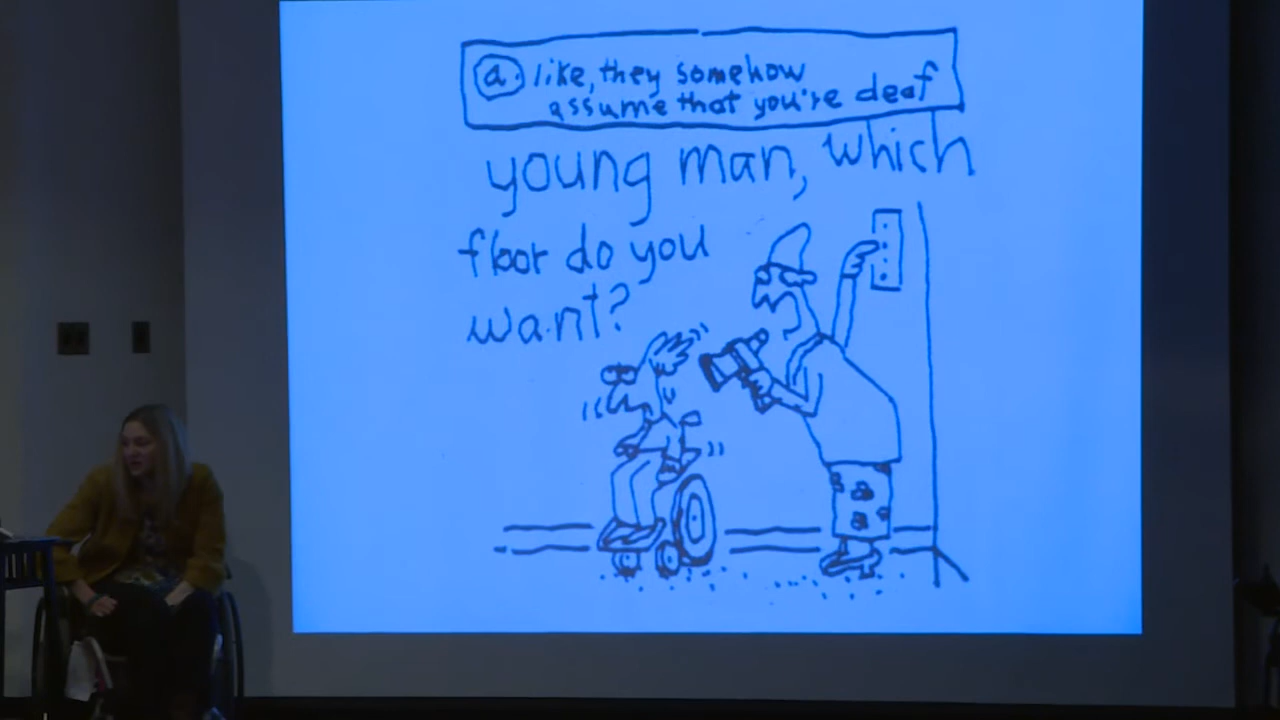 a. like, they somehow
assume that you're deaf
young man, which
floor do you
want?